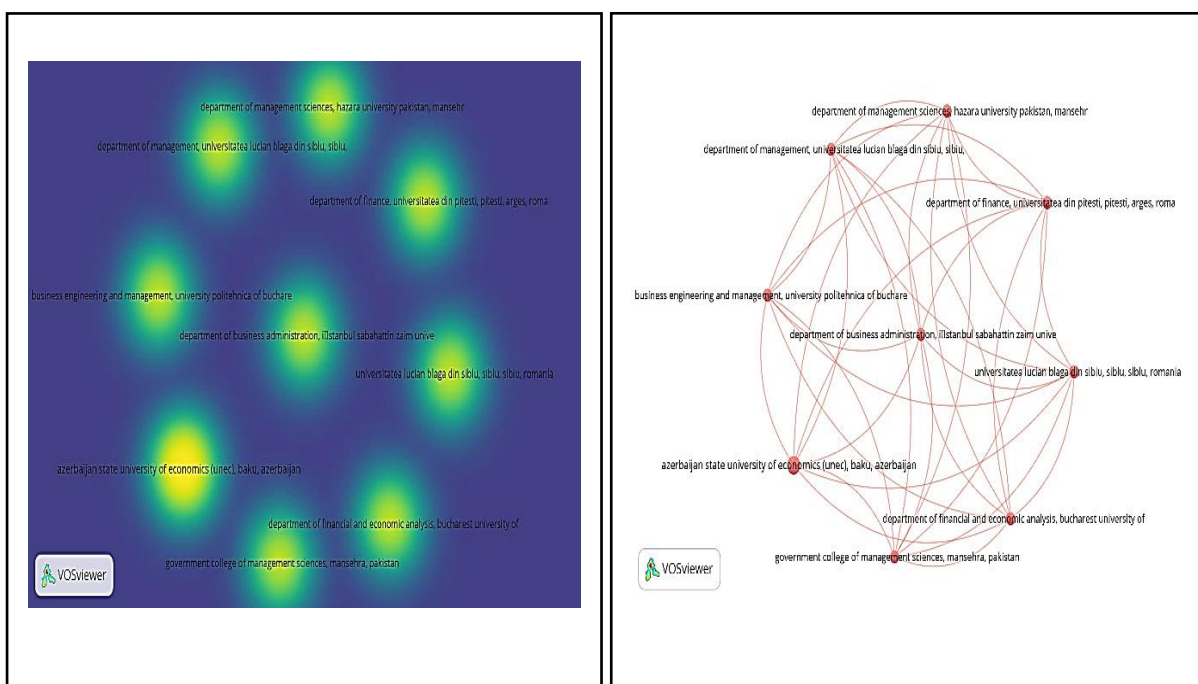 department of management sciences, hazara university pakistan, mansehr
department of management, universitatea lucian blaga din sibiu, sibiu,
department of finance, universitatea din pitesti, pitesti, arges, roma
business engineering and management, university politehnica of buchare
department of business administration, i̇stanbul sabahattin zaim unive
universitatea lucian blaga din sibiu, sibiu, sibiu, romania
azerbaijan state university of economics (unec), baku, azerbaijan
department of financial and economic analysis, bucharest university of
government college of management sciences, mansehra, pakistan
VOSviewer
department of management sciences, hazara university pakistan, mansehr
department of management, universitatea lucian blaga din sibiu, sibiu,
department of finance, universitatea din pitesti, pitesti, arges, roma
business engineering and management, university politehnica of buchare
department of business administration, i̇stanbul sabahattin zaim unive
universitatea lucian blaga din sibiu, sibiu, sibiu, romania
azerbaijan state university of economics (unec), baku, azerbaijan
department of financial and economic analysis, bucharest university of
government college of management sciences, mansehra, pakistan
VOSviewer